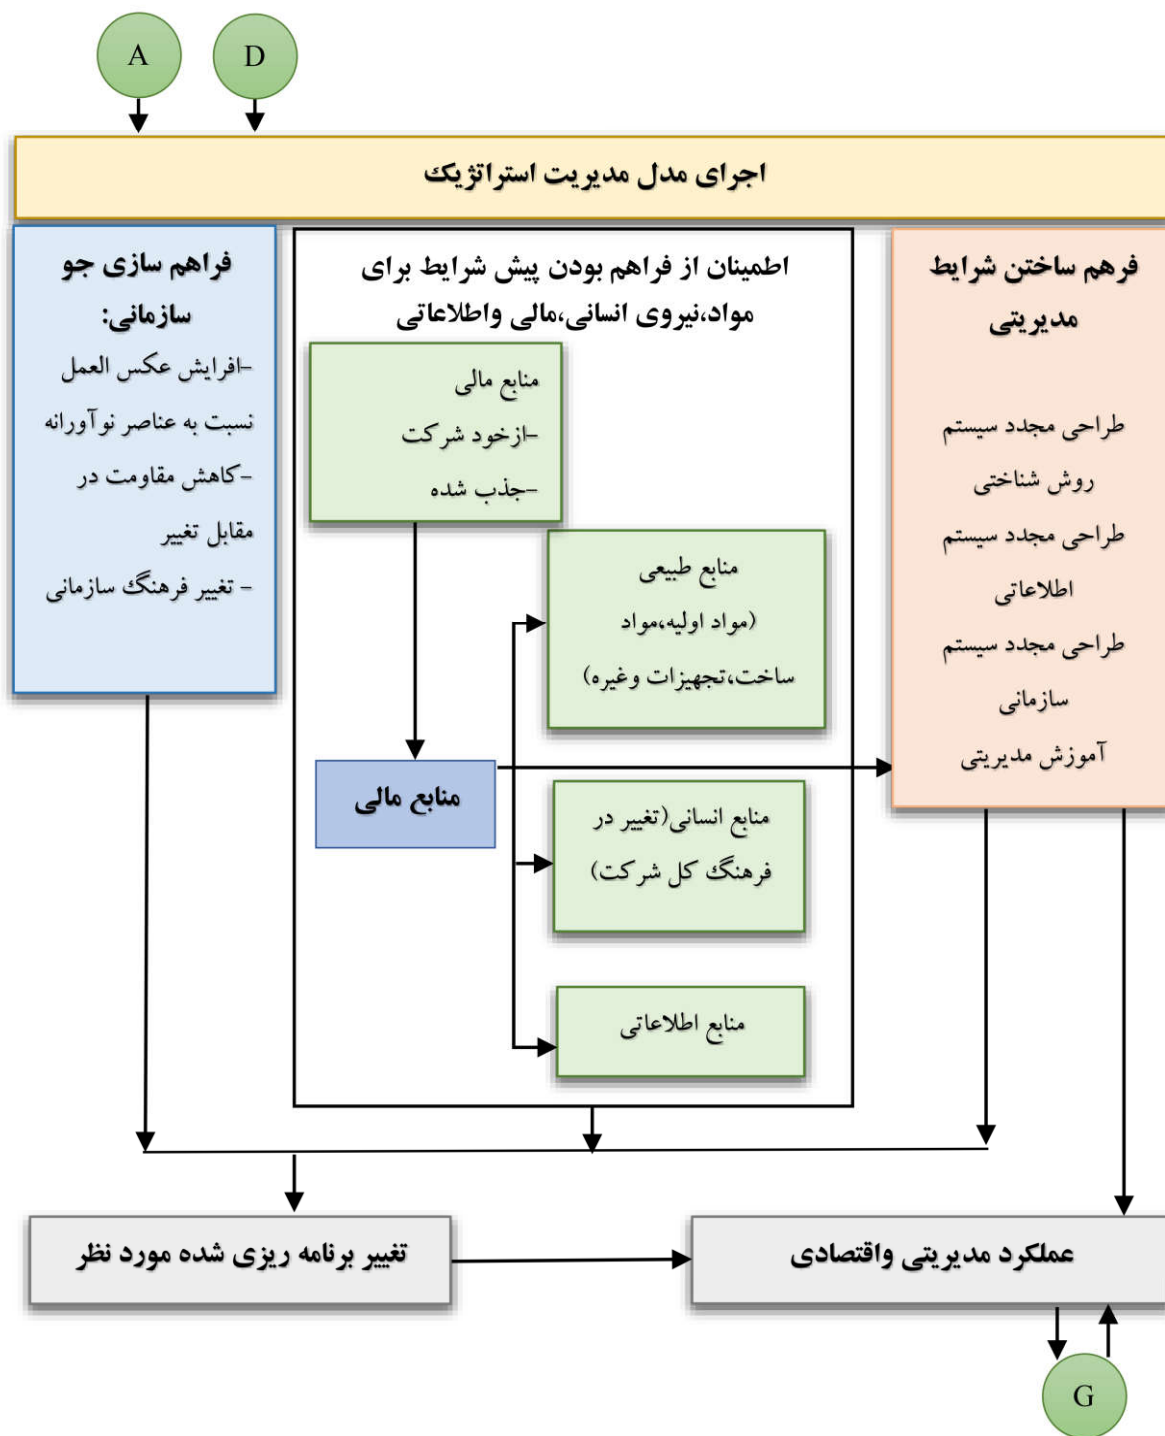 A
D
اجرای مدل مدیریت استراتژیک
فرهم ساختن شرایط
مدیریتی
طراحی مجدد سیستم
روش شناختی
طراحی مجدد سیستم
اطلاعاتی
طراحی مجدد سیستم
سازمانی
آموزش مدیریتی
اطمینان از فراهم بودن پیش شرایط برای
مواد،نیروی انسانی،مالی واطلاعاتی
منابع مالی
-ازخود شرکت
-جذب شده
منابع طبیعی
(مواد اولیه،مواد
ساخت،تجهیزات وغیره)
منابع مالی
منابع انسانی(تغییر در
فرهنگ کل شرکت)
منابع اطلاعاتی
فراهم سازی جو
سازمانی:
-افرایش عکس العمل
نسبت به عناصر نوآورانه
-کاهش مقاومت در
مقابل تغییر
- تغییر فرهنگ سازمانی
تغییر برنامه ریزی شده مورد نظر
عملکرد مدیریتی واقتصادی
G